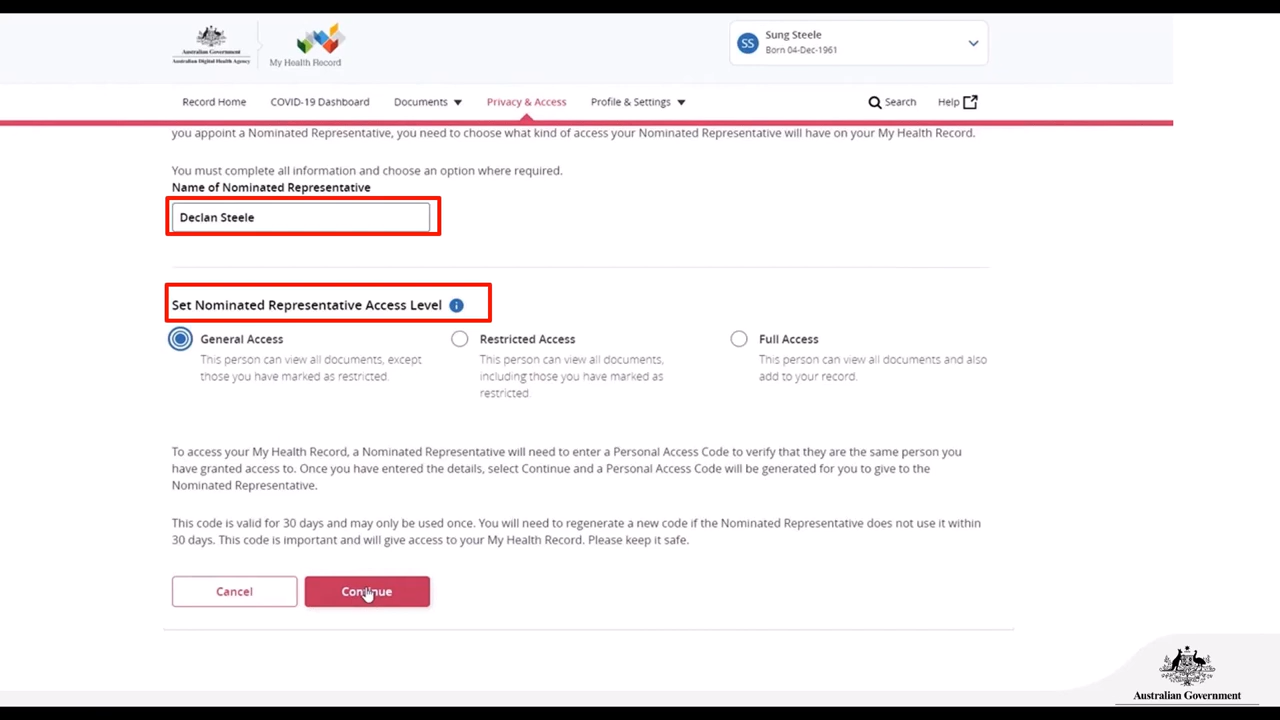 Australian Government
Australian Digital Health Agency
My Health Record
SS
Sung Steele
Born 04-Dec-1961
Record Home
COVID-19 Dashboard
Documents
Privacy & Access
Profile & Settings
Search
Help
you appoint a Nominated Representative, you need to choose what kind of access your Nominated Representative will have on your My Health Record.
You must complete all information and choose an option where required.
Name of Nominated Representative
Declan Steele
Set Nominated Representative Access Level
General Access
This person can view all documents, except
those you have marked as restricted.
Restricted Access
This person can view all documents,
including those you have marked as
restricted.
Full Access
This person can view all documents and also
add to your record.
To access your My Health Record, a Nominated Representative will need to enter a Personal Access Code to verify that they are the same person you
have granted access to. Once you have entered the details, select Continue and a Personal Access Code will be generated for you to give to the
Nominated Representative.
This code is valid for 30 days and may only be used once. You will need to regenerate a new code if the Nominated Representative does not use it within
30 days. This code is important and will give access to your My Health Record. Please keep it safe.
Cancel
Continue
Australian Government